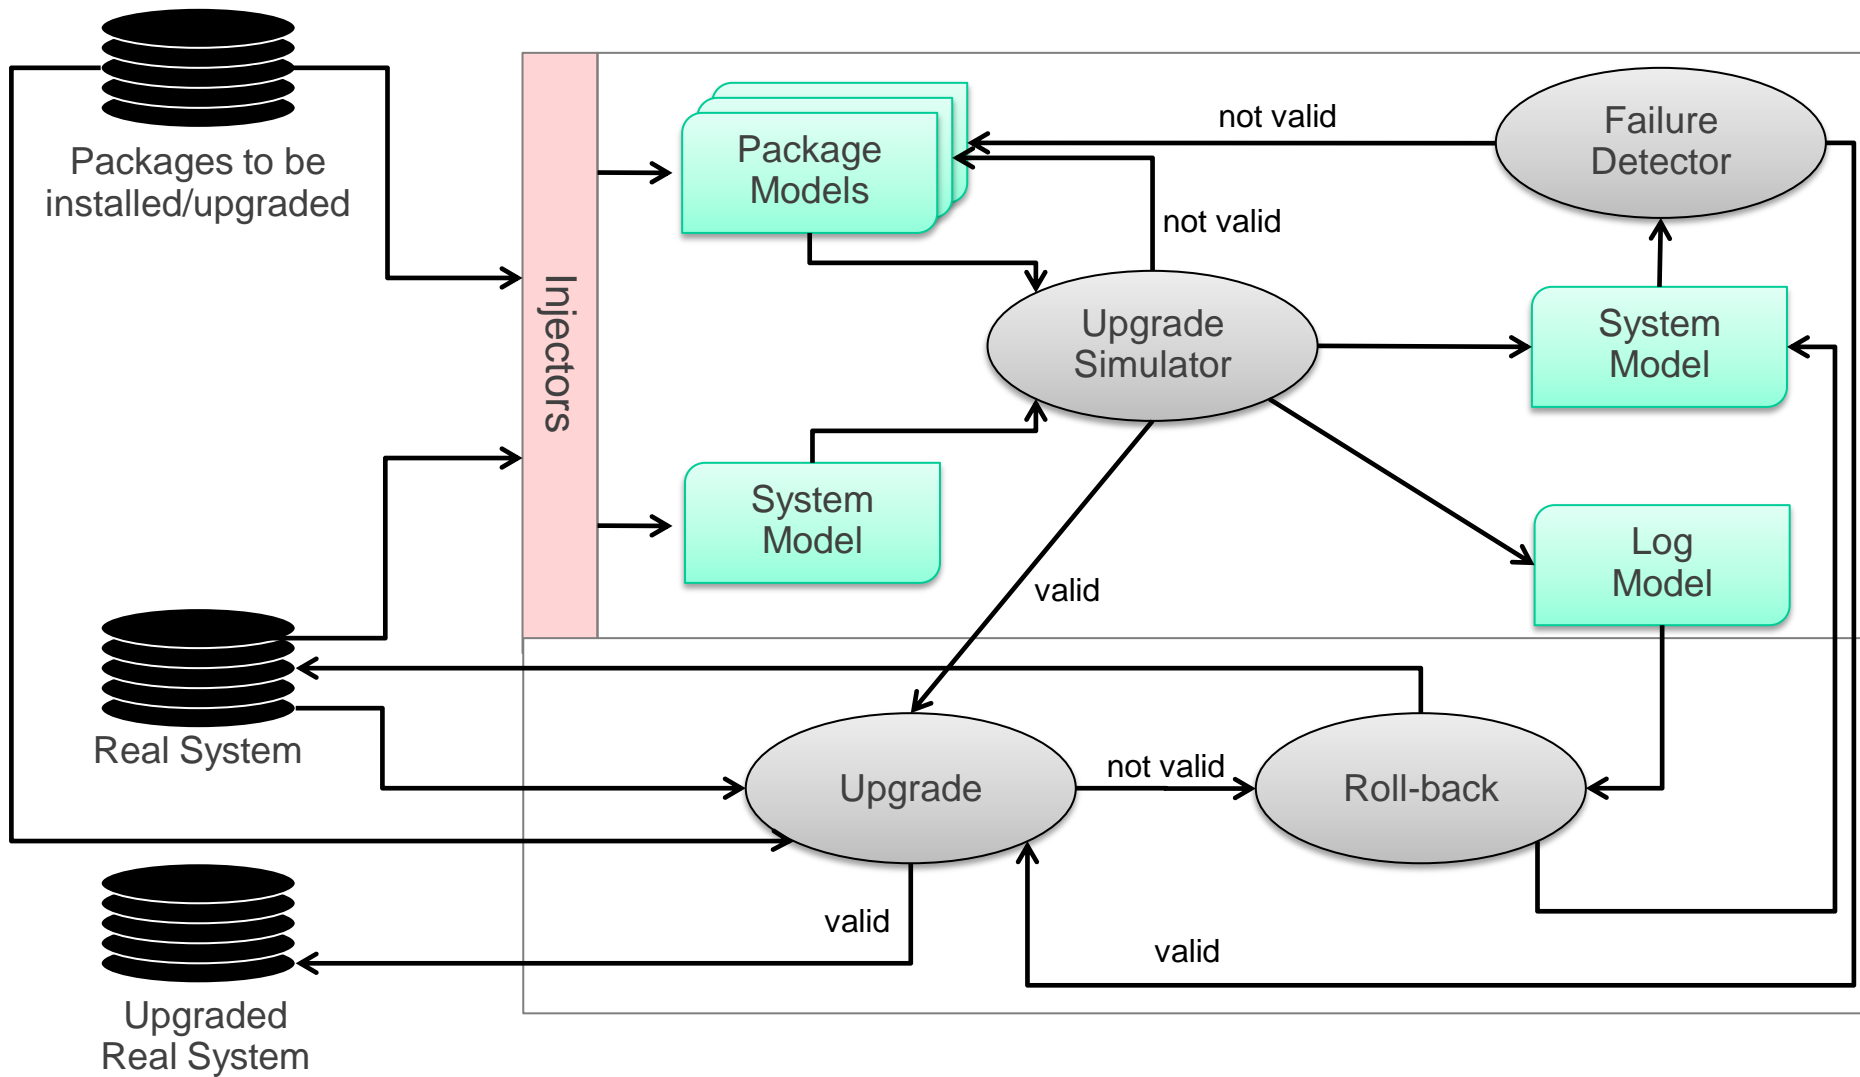 Packages to be
installed/upgraded
Injectors
Package
Models
not valid
Failure
Detector
not valid
Upgrade
Simulator
System
Model
System
Model
Log
Model
valid
Real System
Upgrade
not valid
Roll-back
valid
valid
Upgraded
Real System